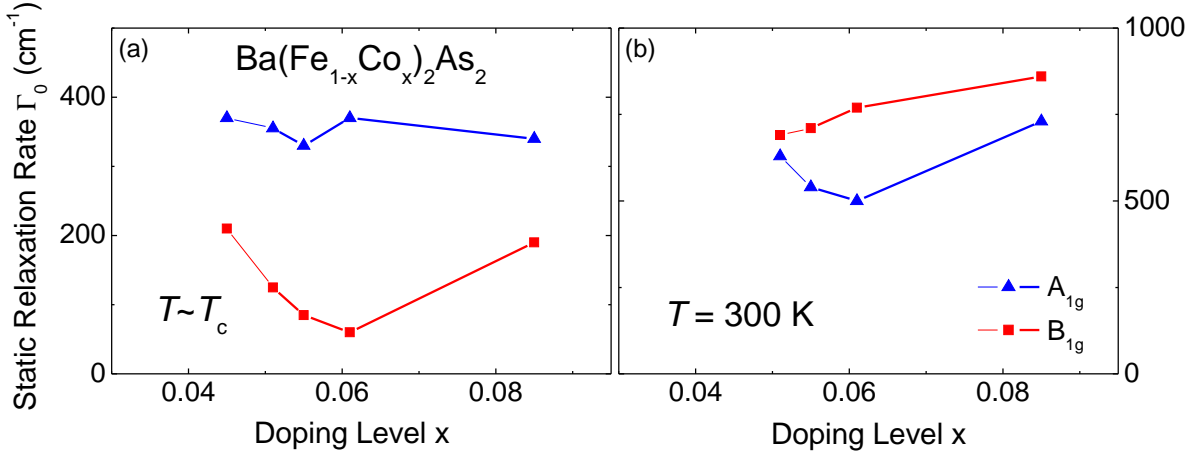 Static Relaxation Rate Γ₀ (cm⁻¹)
(a)
Ba(Fe₁₋ₓCoₓ)₂As₂
400
200
0
T~T_c
0.04
0.06
0.08
Doping Level x
(b)
1000
500
0
A₁g
B₁g
T = 300 K
0.04
0.06
0.08
Doping Level x